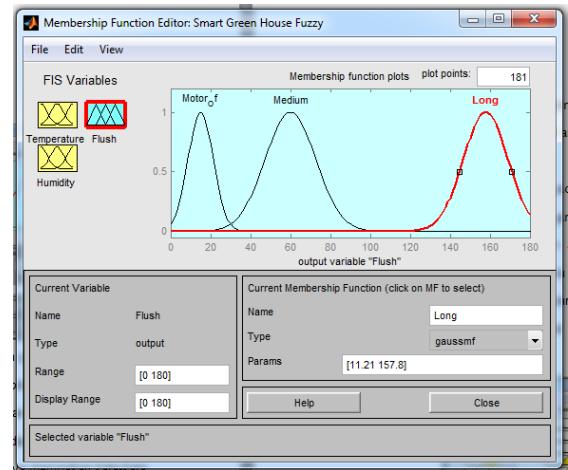 Membership Function Editor: Smart Green House Fuzzy
File Edit View
FIS Variables
Temperature Flush
Humidity
Membership function plots plot points: 181
Motor_of Medium Long
1
0.5
0
0 20 40 60 80 100 120 140 160 180
output variable "Flush"
Current Variable
Name Flush
Type output
Range [0 180]
Display Range [0 180]
Current Membership Function (click on MF to select)
Name Long
Type gaussmf
Params [11.21 157.8]
Help Close
Selected variable "Flush"